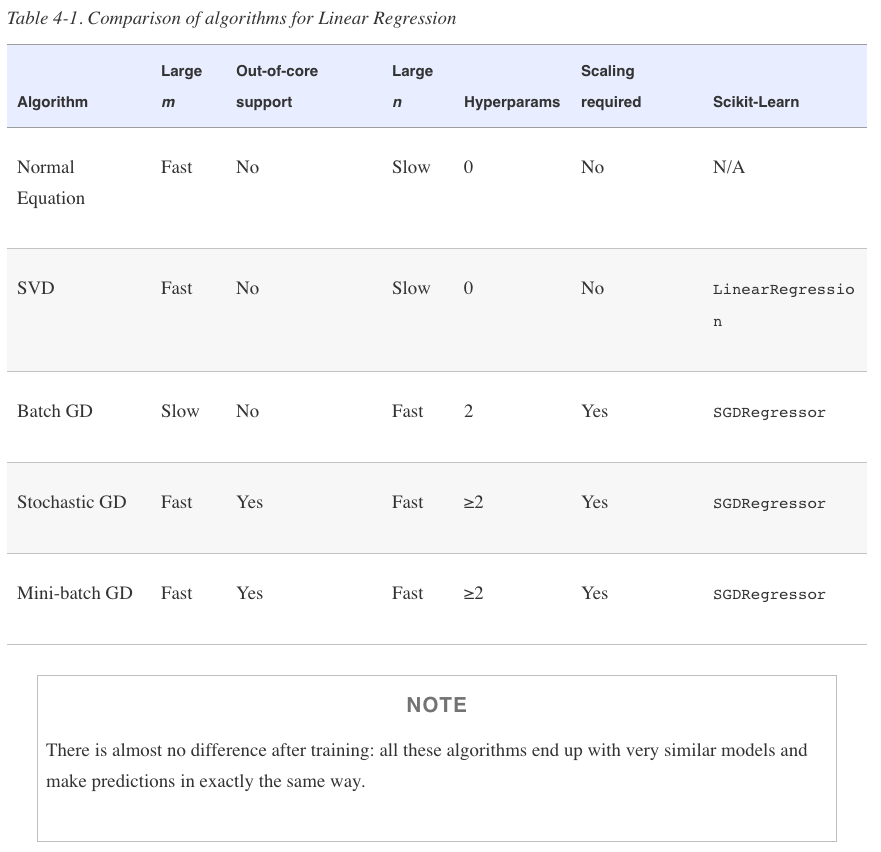 Table 4-1. Comparison of algorithms for Linear Regression
Large Out-of-core Large Scaling
Algorithm m support n Hyperparams required Scikit-Learn
Normal Fast No Slow 0 No N/A
Equation
SVD Fast No Slow 0 No LinearRegressio
n
Batch GD Slow No Fast 2 Yes SGDRegressor
Stochastic GD Fast Yes Fast ≥2 Yes SGDRegressor
Mini-batch GD Fast Yes Fast ≥2 Yes SGDRegressor
NOTE
There is almost no difference after training: all these algorithms end up with very similar models and
make predictions in exactly the same way.